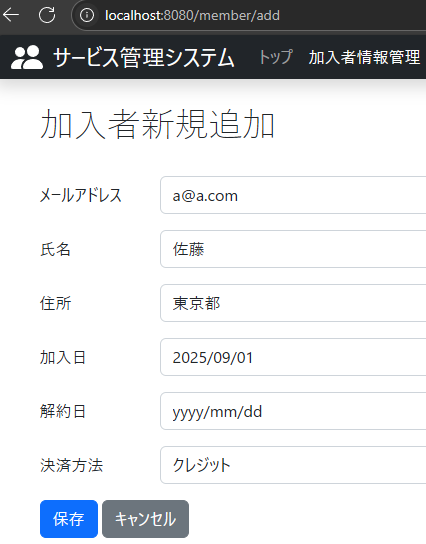 localhost:8080/member/add
サービス管理システム トップ 加入者情報管理
加入者新規追加
メールアドレス a@a.com
氏名 佐藤
住所 東京都
加入日 2025/09/01
解約日 yyyy/mm/dd
決済方法 クレジット
保存 キャンセル